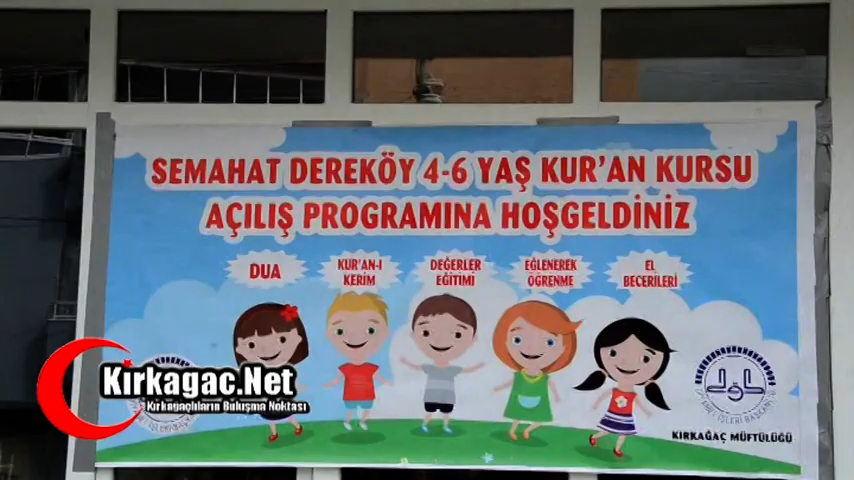 SEMAHAT DEREKÖY 4-6 YAŞ KUR'AN KURSU
AÇILIŞ PROGRAMINA HOŞGELDİNİZ
DUA
KUR'AN-I
KERİM
DEĞERLER
EĞİTİMİ
EĞLENEREK
ÖĞRENME
EL
BECERİLERİ
Kırkagac.Net
Kırkağaçlıların Buluşma Noktası
KIRKAĞAÇ MÜFTÜLÜĞÜ